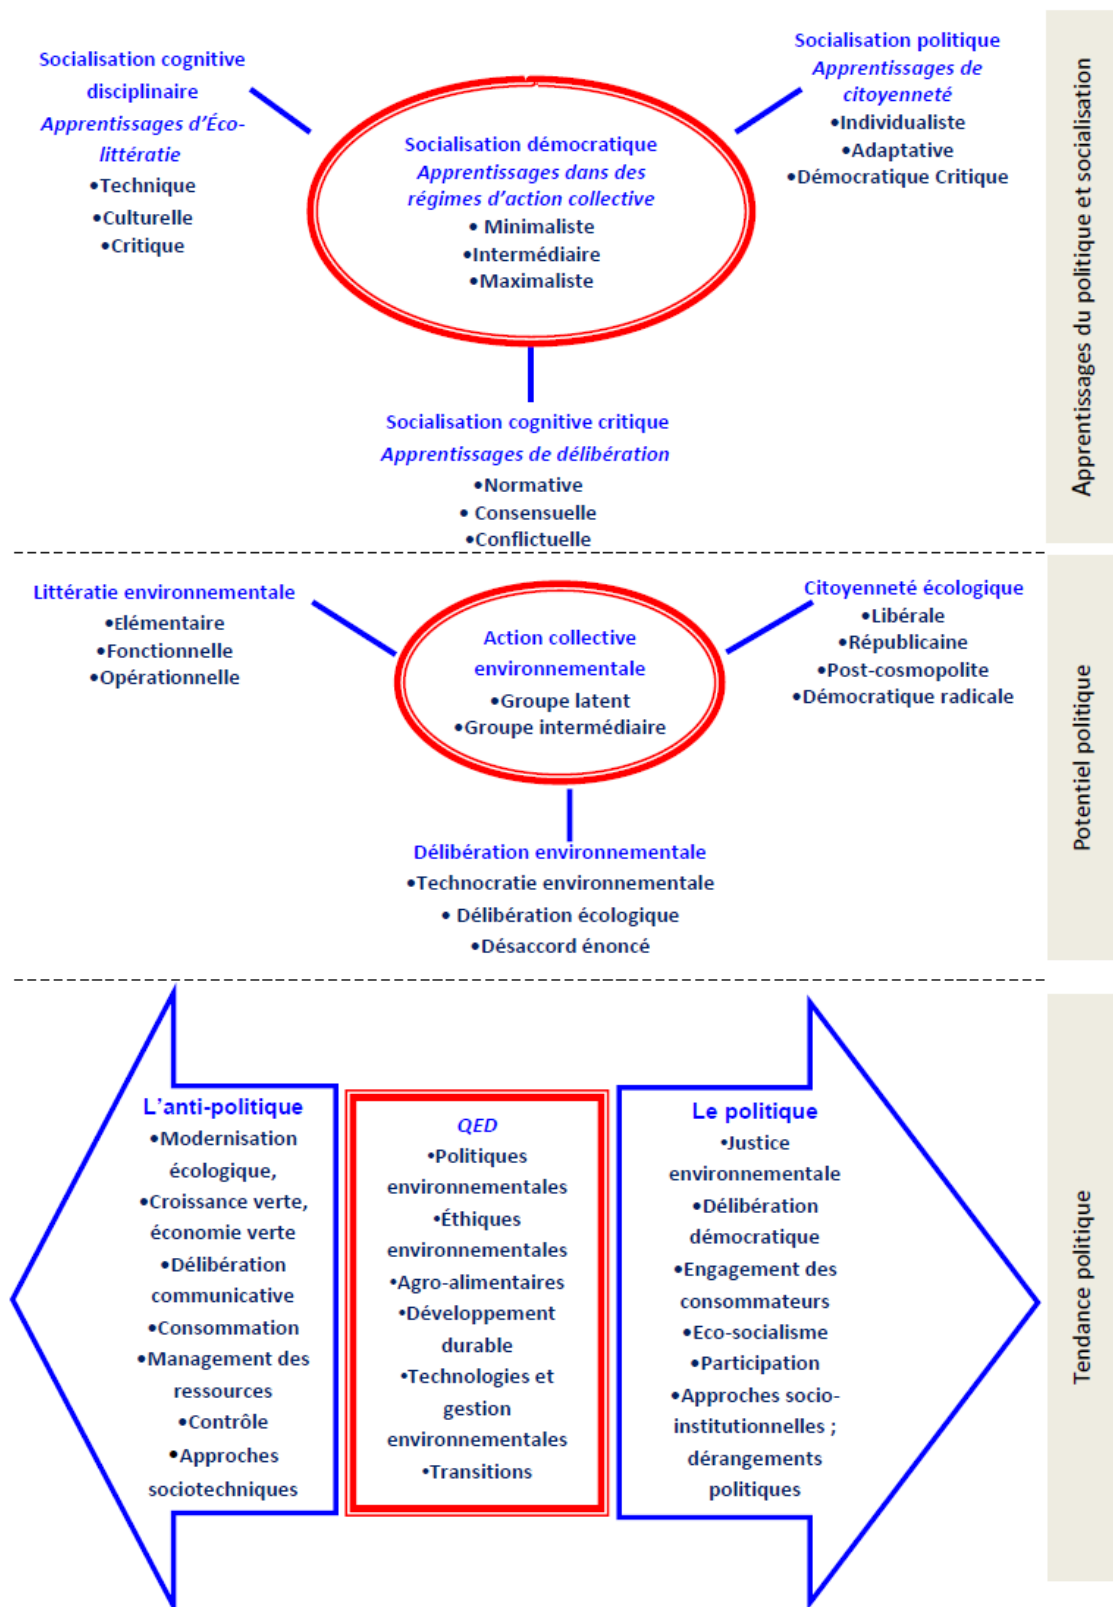 Socialisation cognitive
disciplinaire
Apprentissages d'Éco-
littératie
•Technique
•Culturelle
•Critique
Socialisation démocratique
Apprentissages dans des
régimes d'action collective
• Minimaliste
•Intermédiaire
•Maximaliste
Socialisation politique
Apprentissages de
citoyenneté
•Individualiste
•Adaptative
•Démocratique Critique
Socialisation cognitive critique
Apprentissages de délibération
•Normative
• Consensuelle
•Conflictuelle
Apprentissages du politique et socialisation
Littératie environnementale
•Elémentaire
•Fonctionnelle
•Opérationnelle
Action collective
environnementale
•Groupe latent
•Groupe intermédiaire
Citoyenneté écologique
•Libérale
•Républicaine
•Post-cosmopolite
•Démocratique radicale
Délibération environnementale
•Technocratie environnementale
• Délibération écologique
•Désaccord énoncé
Potentiel politique
L'anti-politique
•Modernisation
écologique,
•Croissance verte,
économie verte
•Délibération
communicative
•Consommation
•Management des
ressources
•Contrôle
•Approches
sociotechniques
QED
•Politiques
environnementales
•Éthiques
environnementales
•Agro-alimentaires
•Développement
durable
•Technologies et
gestion
environnementales
•Transitions
Le politique
•Justice
environnementale
•Délibération
démocratique
•Engagement des
consommateurs
•Eco-socialisme
•Participation
•Approches socio-
institutionnelles ;
dérangements
politiques
Tendance politique